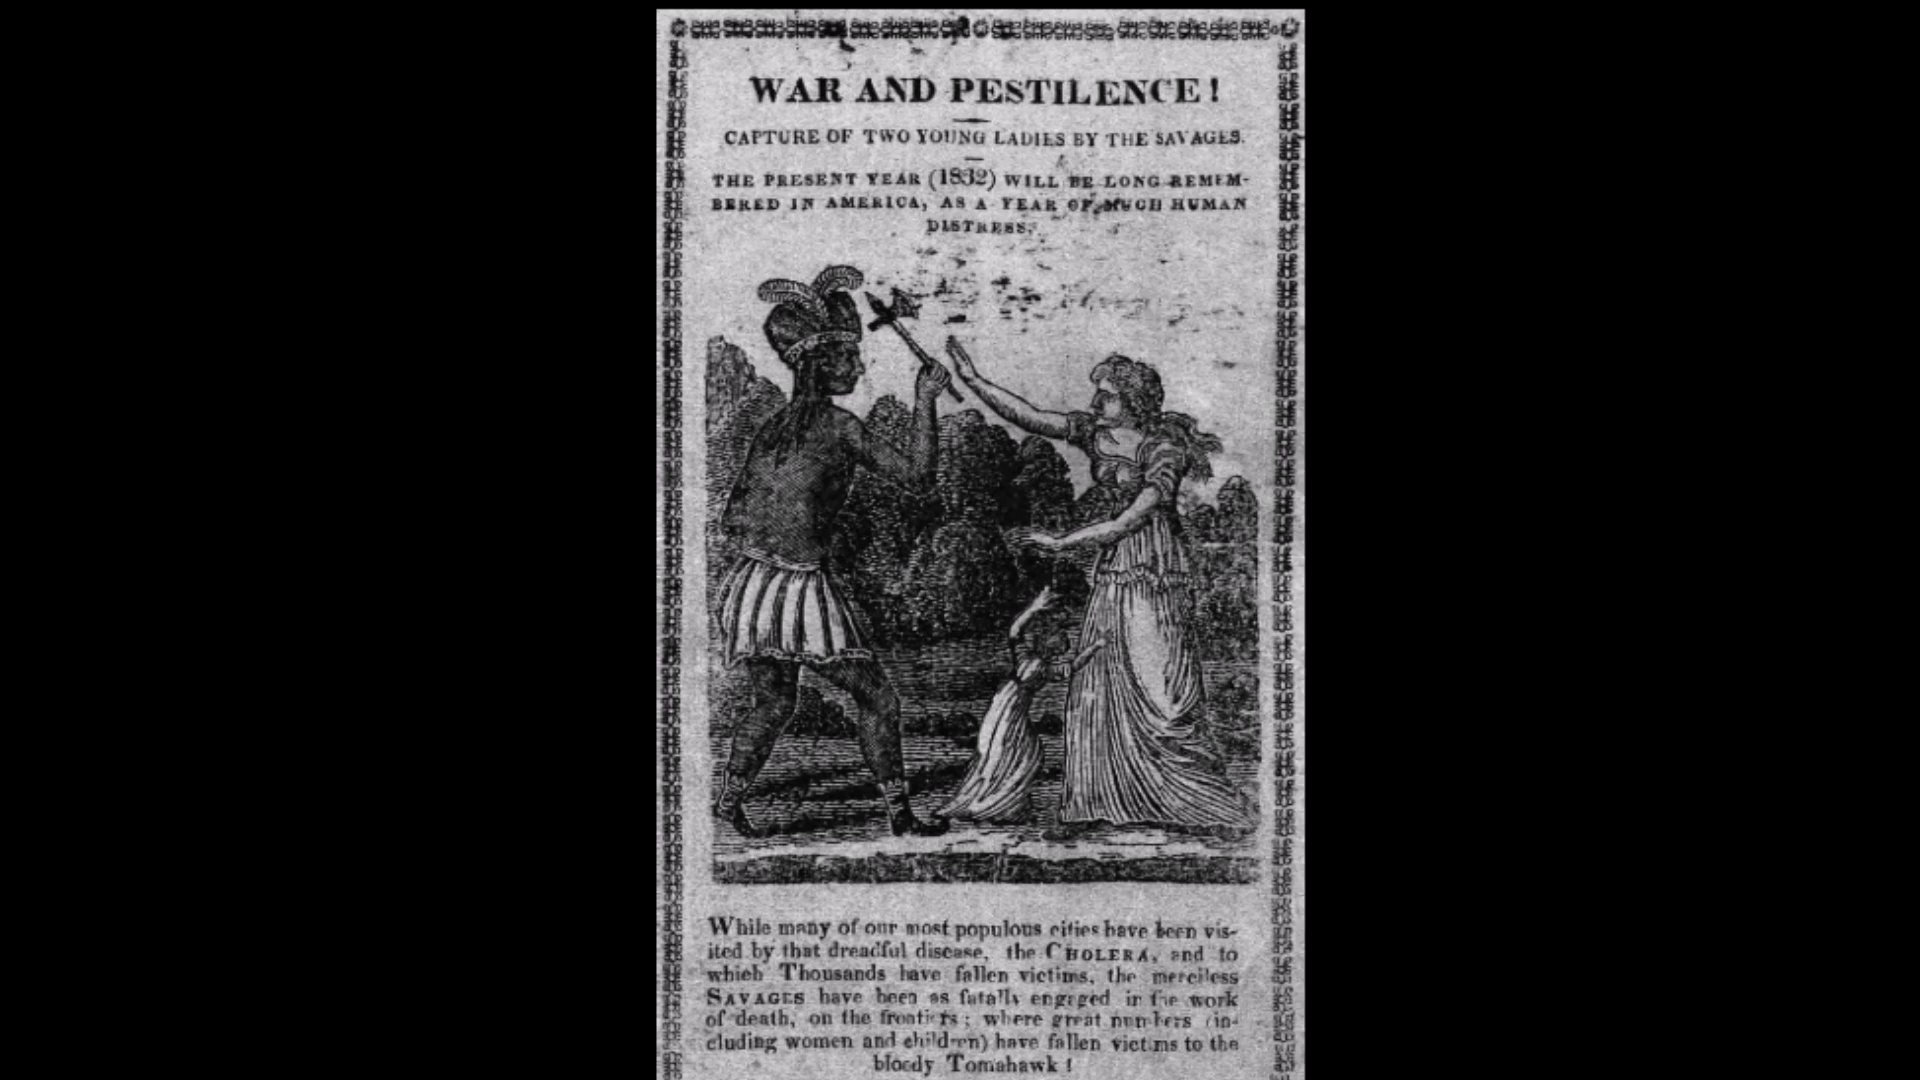 WAR AND PESTILENCE!
CAPTURE OF TWO YOUNG LADIES BY THE SAVAGES.
THE PRESENT YEAR (1832) WILL BE LONG REMEM-
BERED IN AMERICA, AS A YEAR OF MUCH HUMAN
DISTRESS.
While many of our most populous cities have been vis-
ited by that dreadful disease, the CHOLERA, and to
which Thousands have fallen victims, the merciless
SAVAGES have been as fatally engaged in the work
of death, on the frontiers; where great numbers (in-
cluding women and children) have fallen victims to the
bloody Tomahawk!